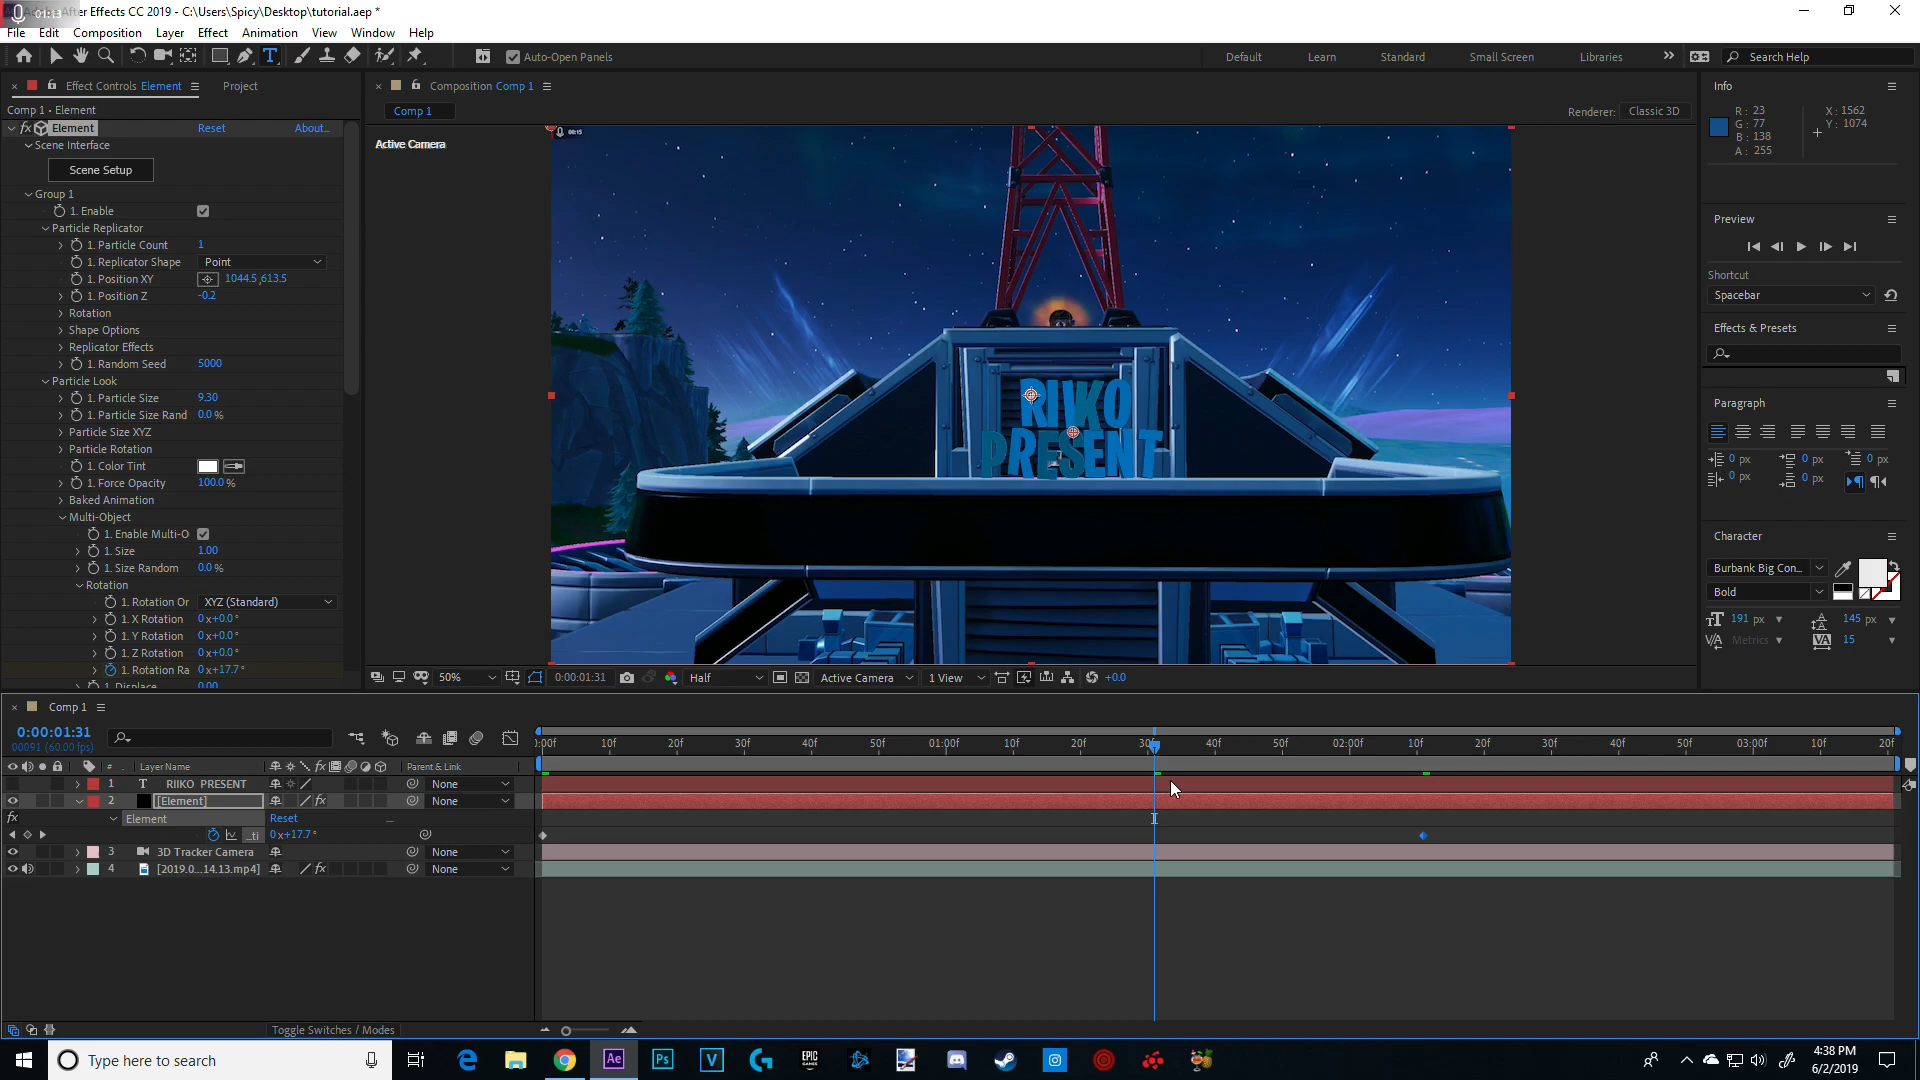 01:13 After Effects CC 2019 - C:\Users\Spicy\Desktop\tutorial.aep *
File Edit Composition Layer Effect Animation View Window Help
Auto-Open Panels Default Learn Standard Small Screen Libraries Search Help
Effect Controls Element Project
Comp 1 • Element
Element Reset About...
Scene Interface
Scene Setup
Group 1
1. Enable
Particle Replicator
1. Particle Count 1
1. Replicator Shape Point
1. Position XY 1044.5,613.5
1. Position Z -0.2
Rotation
Shape Options
Replicator Effects
1. Random Seed 5000
Particle Look
1. Particle Size 9.30
1. Particle Size Rand 0.0 %
Particle Size XYZ
Particle Rotation
1. Color Tint
1. Force Opacity 100.0 %
Baked Animation
Multi-Object
1. Enable Multi-O
1. Size 1.00
1. Size Random 0.0 %
Rotation
1. Rotation Or XYZ (Standard)
1. X Rotation 0x+0.0°
1. Y Rotation 0x+0.0°
1. Z Rotation 0x+0.0°
1. Rotation Ra 0x+17.7°
1. Displace 0.00
Composition Comp 1
Comp 1 Renderer: Classic 3D
00:15
Active Camera
RIIKO
PRESENT
50% 0:00:01:31 Half Active Camera 1 View +0.0
Info
R: 23 X: 1562
G: 77 Y: 1074
B: 138
A: 255
Preview
Shortcut
Spacebar
Effects & Presets
Paragraph
0 px 0 px 0 px
0 px 0 px
Character
Burbank Big Con...
Bold
191 px 145 px
Metrics 15
Comp 1
0:00:01:31
00091 (60.00 fps)
:00f 10f 20f 30f 40f 50f 01:00f 10f 20f 30f 40f 50f 02:00f 10f 20f 30f 40f 50f 03:00f 10f 20f
# Layer Name Parent & Link
1 T RIIKO PRESENT None
2 [Element] None
Element Reset
...ti 0x+17.7°
3 3D Tracker Camera None
4 [2019.0...14.13.mp4] None
Toggle Switches / Modes
Type here to search Ae Ps V EPIC GAMES 4:38 PM
6/2/2019